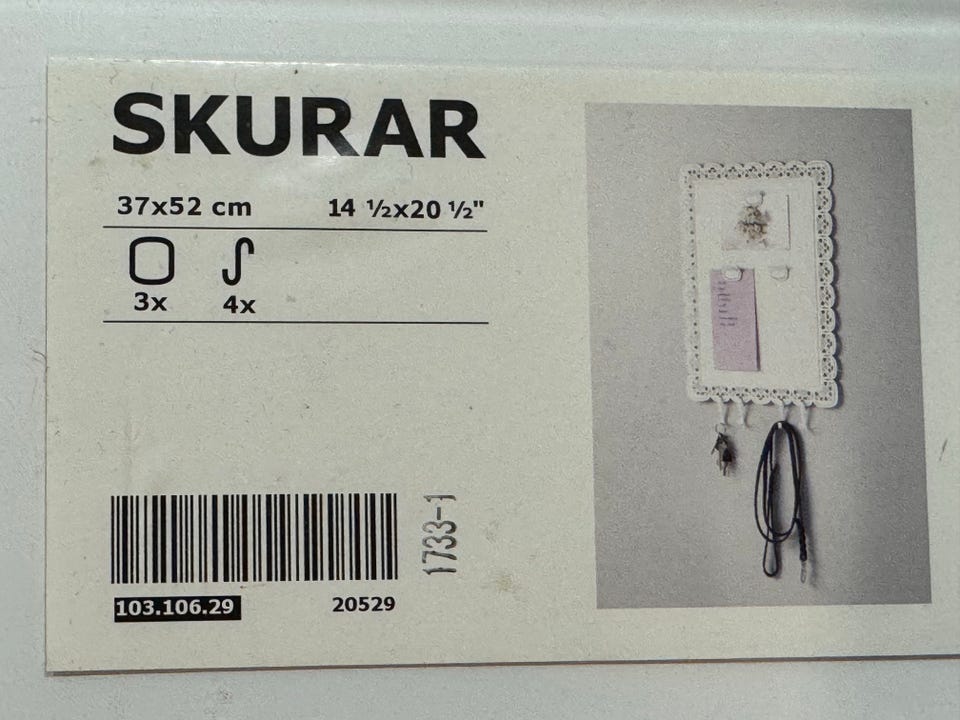 SKURAR
37x52 cm 14 ½x20 ½"
3x 4x
1733-1
103.106.29 20529